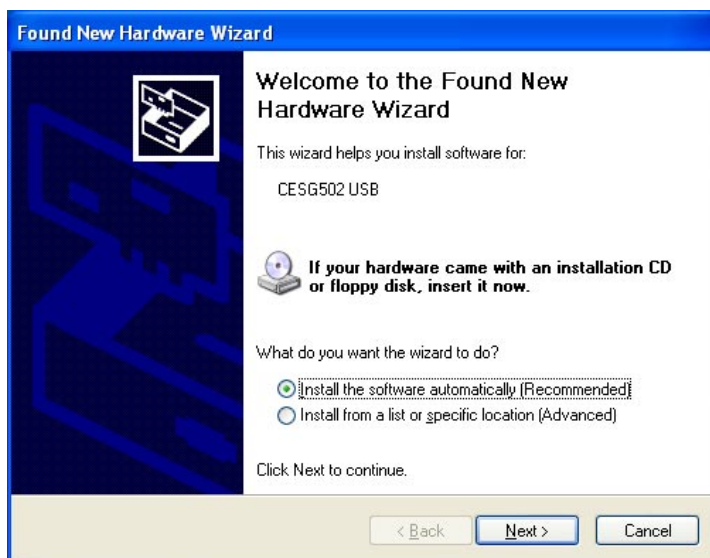 Found New Hardware Wizard
Welcome to the Found New
Hardware Wizard
This wizard helps you install software for:
CESG502 USB
If your hardware came with an installation CD
or floppy disk, insert it now.
What do you want the wizard to do?
Install the software automatically (Recommended)
Install from a list or specific location (Advanced)
Click Next to continue.
< Back Next > Cancel